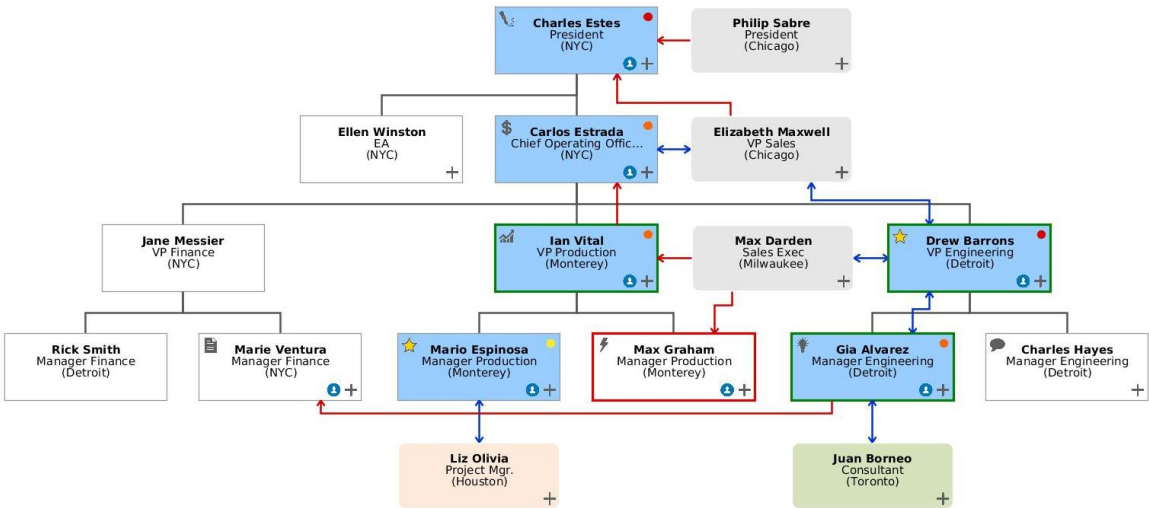 Charles Estes
President
(NYC)
Philip Sabre
President
(Chicago)
Ellen Winston
EA
(NYC)
$
Carlos Estrada
Chief Operating Offic...
(NYC)
Elizabeth Maxwell
VP Sales
(Chicago)
Jane Messier
VP Finance
(NYC)
Ian Vital
VP Production
(Monterey)
Max Darden
Sales Exec
(Milwaukee)
Drew Barrons
VP Engineering
(Detroit)
Rick Smith
Manager Finance
(Detroit)
Marie Ventura
Manager Finance
(NYC)
Mario Espinosa
Manager Production
(Monterey)
Max Graham
Manager Production
(Monterey)
Gia Alvarez
Manager Engineering
(Detroit)
Charles Hayes
Manager Engineering
(Detroit)
Liz Olivia
Project Mgr.
(Houston)
Juan Borneo
Consultant
(Toronto)